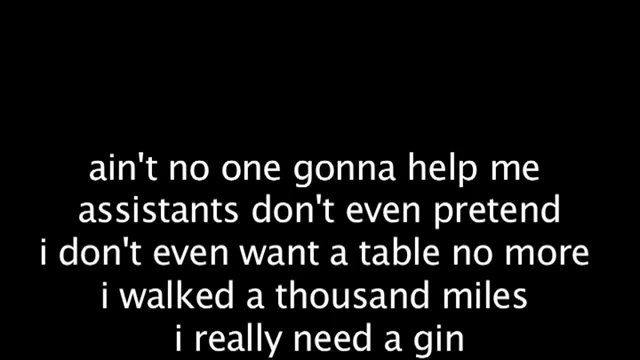 ain't no one gonna help me
assistants don't even pretend
i don't even want a table no more
i walked a thousand miles
i really need a gin